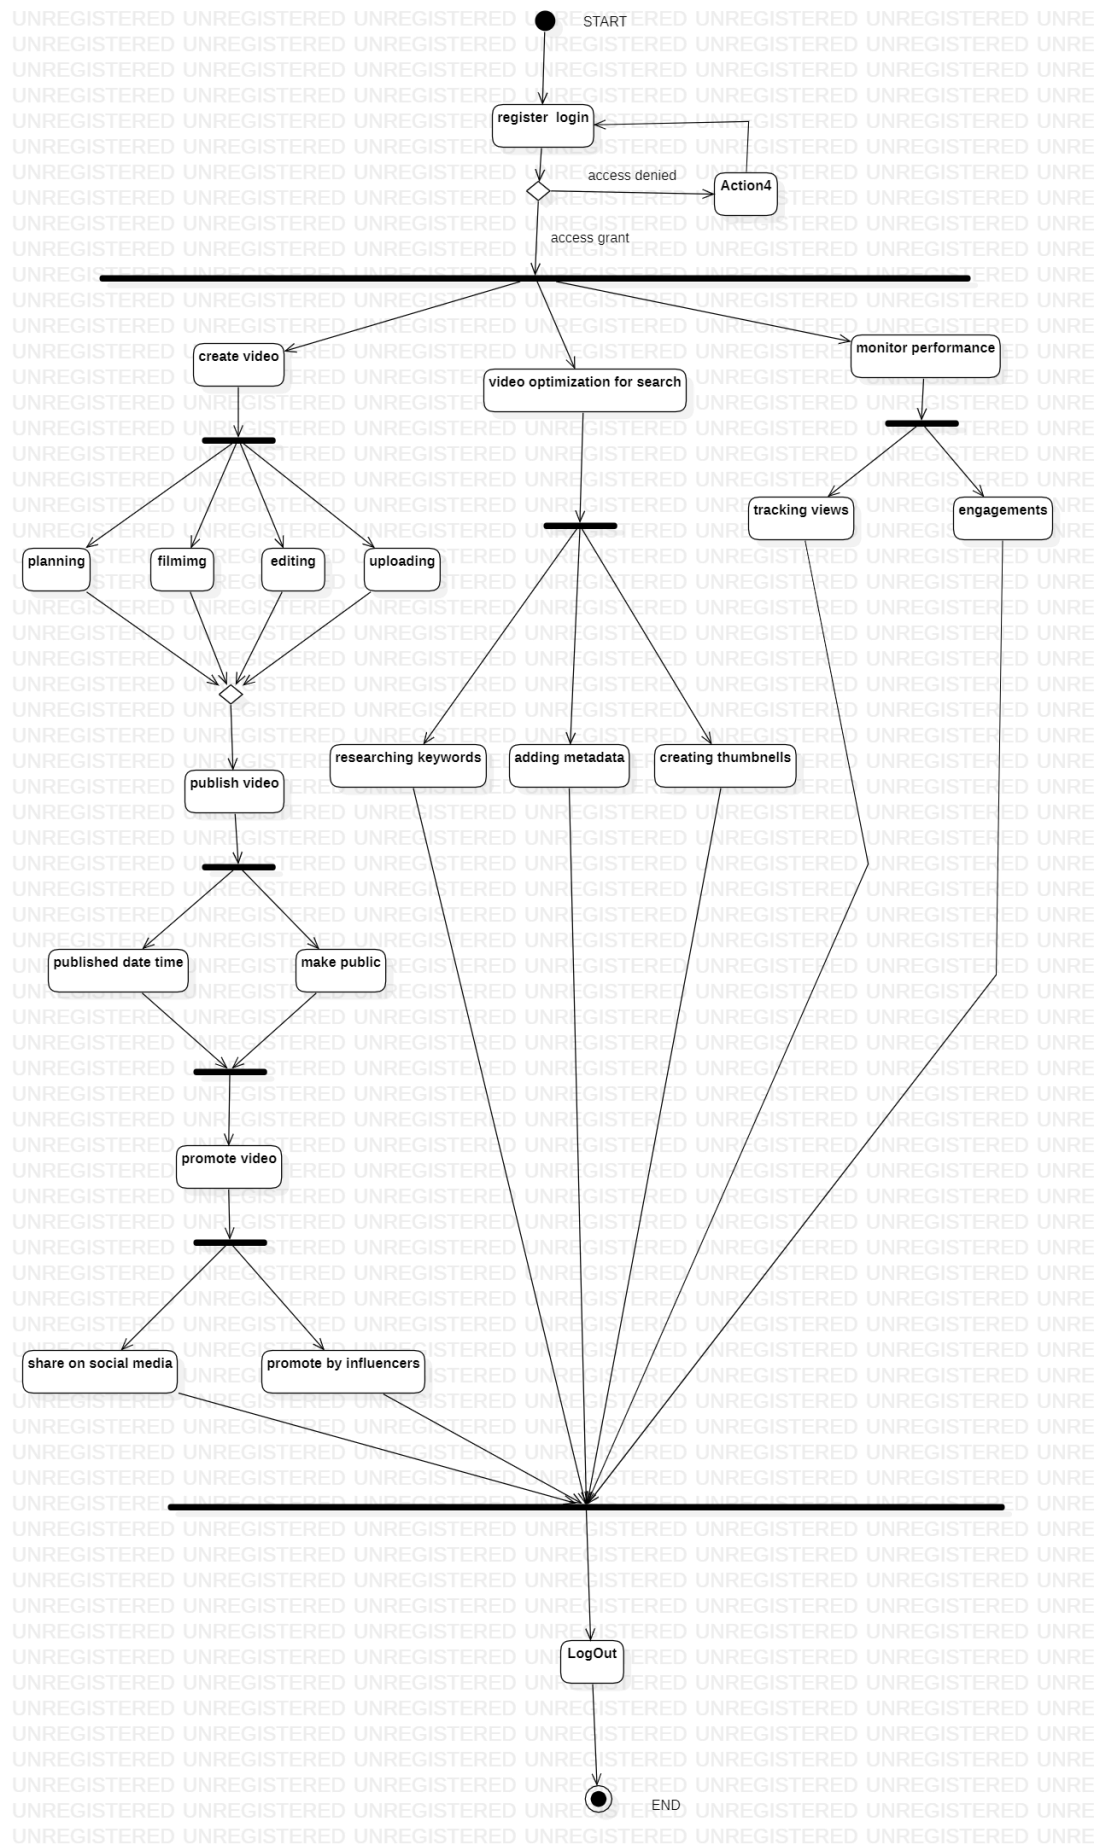 START
register  login
access denied
Action4
access grant
create video
video optimization for search
monitor performance
tracking views
engagements
planning
filmimg
editing
uploading
researching keywords
adding metadata
creating thumbnells
publish video
published date time
make public
promote video
share on social media
promote by influencers
LogOut
END
UNREGISTERED